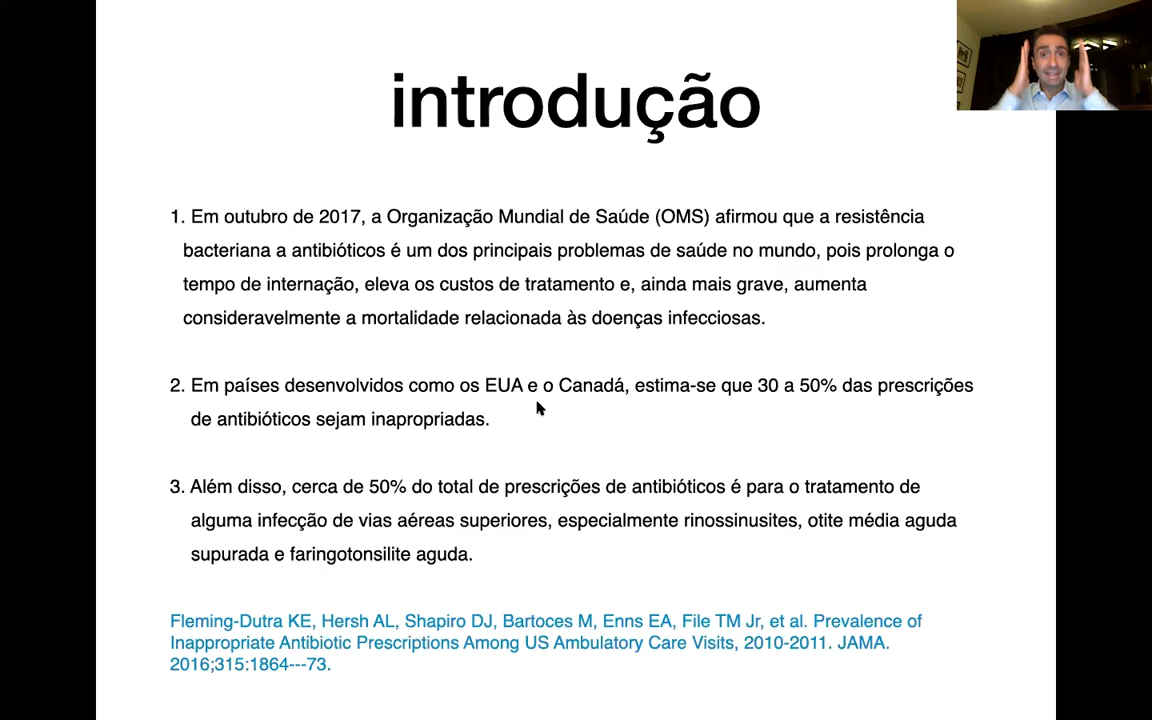 introdução
1. Em outubro de 2017, a Organização Mundial de Saúde (OMS) afirmou que a resistência
bacteriana a antibióticos é um dos principais problemas de saúde no mundo, pois prolonga o
tempo de internação, eleva os custos de tratamento e, ainda mais grave, aumenta
consideravelmente a mortalidade relacionada às doenças infecciosas.
2. Em países desenvolvidos como os EUA e o Canadá, estima-se que 30 a 50% das prescrições
de antibióticos sejam inapropriadas.
3. Além disso, cerca de 50% do total de prescrições de antibióticos é para o tratamento de
alguma infecção de vias aéreas superiores, especialmente rinossinusites, otite média aguda
supurada e faringotonsilite aguda.
Fleming-Dutra KE, Hersh AL, Shapiro DJ, Bartoces M, Enns EA, File TM Jr, et al. Prevalence of
Inappropriate Antibiotic Prescriptions Among US Ambulatory Care Visits, 2010-2011. JAMA.
2016;315:1864---73.